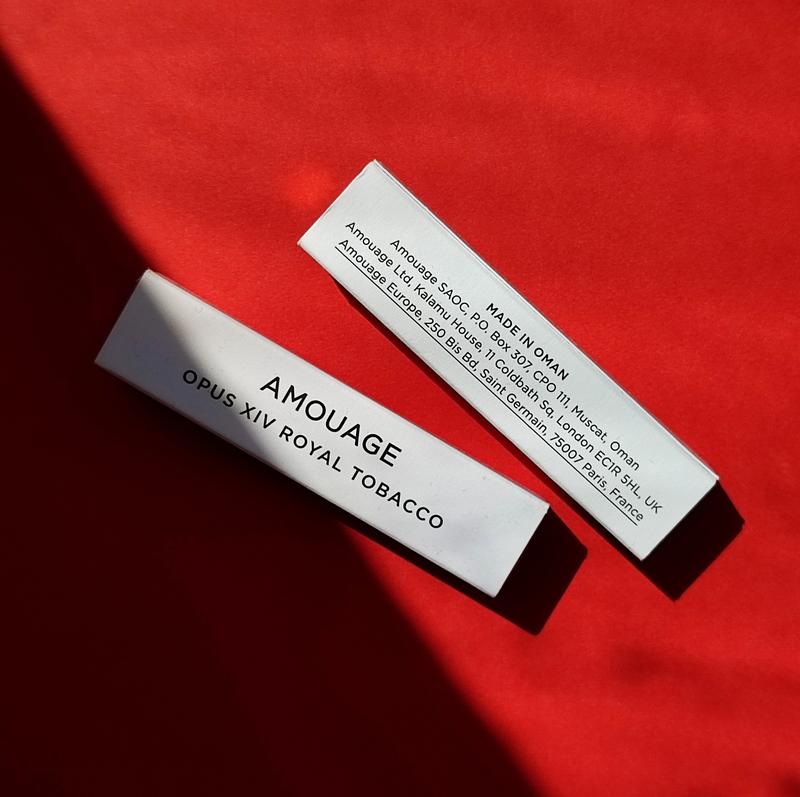 AMOUAGE
OPUS XIV ROYAL TOBACCO
MADE IN OMAN
Amouage SAOC, P.O. Box 307, CPO 111, Muscat, Oman
Amouage Ltd, Kalamu House, 11 Coldbath Sq, London EC1R 5HL, UK
Amouage Europe, 250 Bis Bd, Saint Germain, 75007 Paris, France